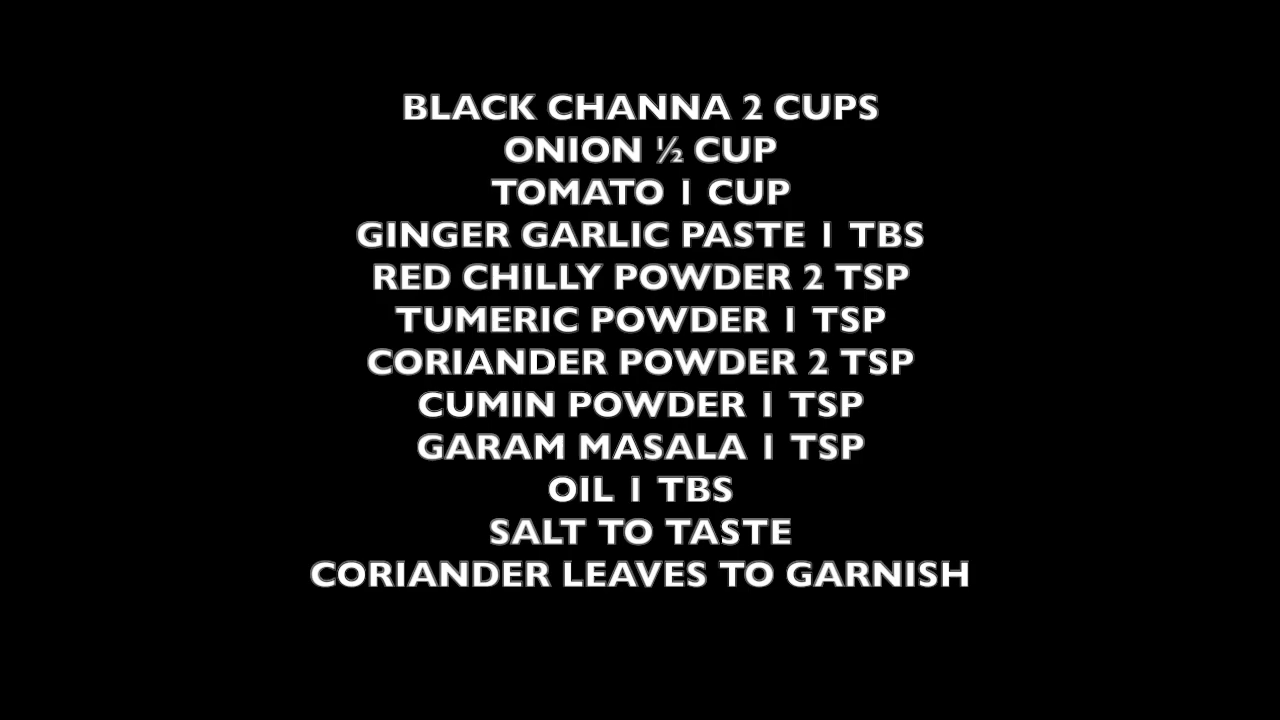 BLACK CHANNA 2 CUPS
ONION ½ CUP
TOMATO 1 CUP
GINGER GARLIC PASTE 1 TBS
RED CHILLY POWDER 2 TSP
TUMERIC POWDER 1 TSP
CORIANDER POWDER 2 TSP
CUMIN POWDER 1 TSP
GARAM MASALA 1 TSP
OIL 1 TBS
SALT TO TASTE
CORIANDER LEAVES TO GARNISH